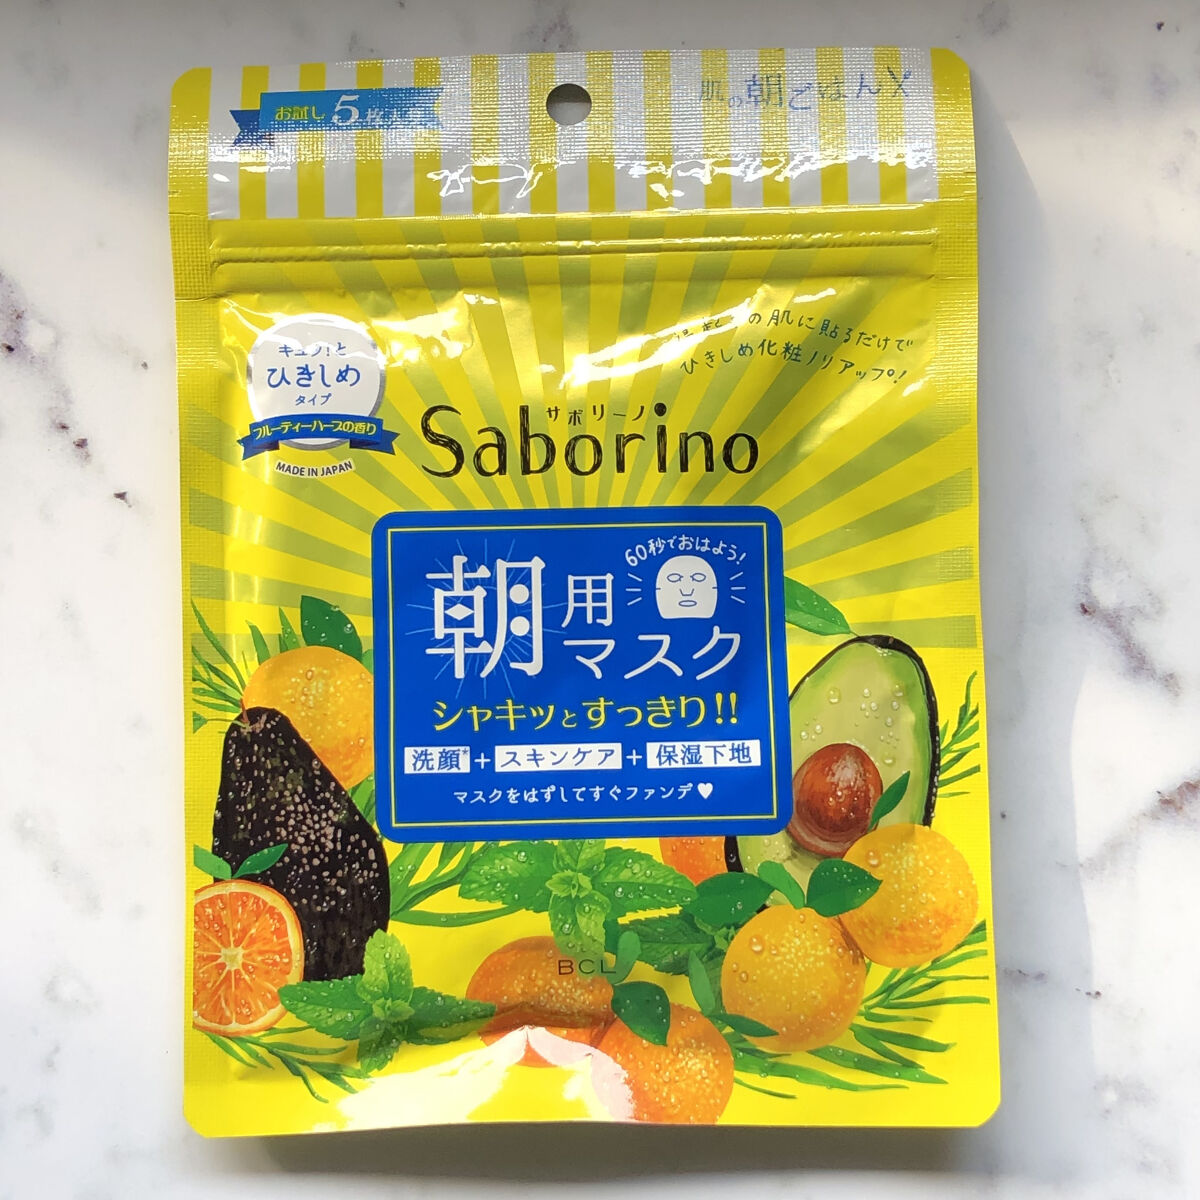 お試し 5枚入
肌の朝ごはん
の肌に貼るだけで
ひきしめ化粧ノリアップ!
キュッ!と
ひきしめ
タイプ
フルーティーハーブの香り
MADE IN JAPAN
サボリーノ
Saborino
60秒でおはよう!
朝用マスク
シャキッとすっきり!!
洗顔*+スキンケア+保湿下地
マスクをはずしてすぐファンデ♥
BCL